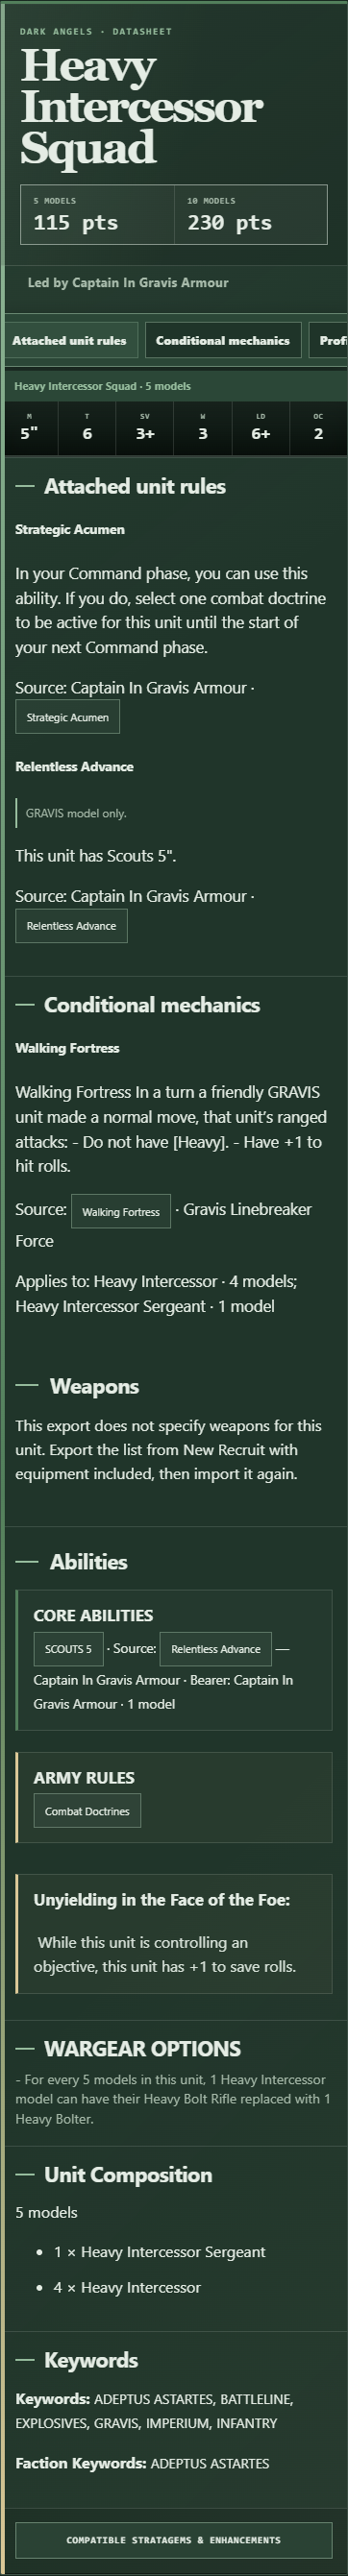 DARK ANGELS · DATASHEET
Heavy
Intercessor
Squad
5 MODELS
115 pts
10 MODELS
230 pts
Led by Captain In Gravis Armour
Attached unit rules
Conditional mechanics
Profi
Heavy Intercessor Squad · 5 models
M T SV W LD OC
5" 6 3+ 3 6+ 2
Attached unit rules
Strategic Acumen
In your Command phase, you can use this
ability. If you do, select one combat doctrine
to be active for this unit until the start of
your next Command phase.
Source: Captain In Gravis Armour ·
Strategic Acumen
Relentless Advance
GRAVIS model only.
This unit has Scouts 5".
Source: Captain In Gravis Armour ·
Relentless Advance
Conditional mechanics
Walking Fortress
Walking Fortress In a turn a friendly GRAVIS
unit made a normal move, that unit's ranged
attacks: - Do not have [Heavy]. - Have +1 to
hit rolls.
Source: Walking Fortress · Gravis Linebreaker
Force
Applies to: Heavy Intercessor · 4 models;
Heavy Intercessor Sergeant · 1 model
Weapons
This export does not specify weapons for this
unit. Export the list from New Recruit with
equipment included, then import it again.
Abilities
CORE ABILITIES
SCOUTS 5 · Source: Relentless Advance —
Captain In Gravis Armour · Bearer: Captain In
Gravis Armour · 1 model
ARMY RULES
Combat Doctrines
Unyielding in the Face of the Foe:
While this unit is controlling an
objective, this unit has +1 to save rolls.
WARGEAR OPTIONS
- For every 5 models in this unit, 1 Heavy Intercessor
model can have their Heavy Bolt Rifle replaced with 1
Heavy Bolter.
Unit Composition
5 models
• 1 × Heavy Intercessor Sergeant
• 4 × Heavy Intercessor
Keywords
Keywords: ADEPTUS ASTARTES, BATTLELINE,
EXPLOSIVES, GRAVIS, IMPERIUM, INFANTRY
Faction Keywords: ADEPTUS ASTARTES
COMPATIBLE STRATAGEMS & ENHANCEMENTS